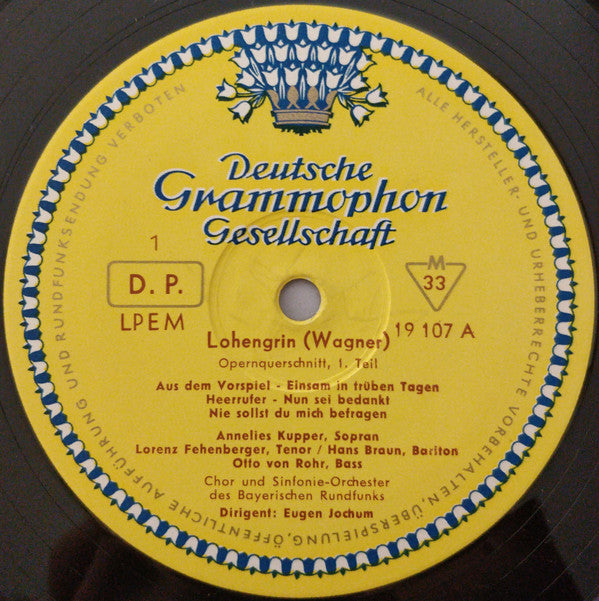 Deutsche
Grammophon
Gesellschaft
1
D. P.
LPEM
M
33
19 107 A
Lohengrin (Wagner)
Opernquerschnitt, 1. Teil
Aus dem Vorspiel - Einsam in trüben Tagen
Heerrufer - Nun sei bedankt
Nie sollst du mich befragen
Annelies Kupper, Sopran
Lorenz Fehenberger, Tenor / Hans Braun, Bariton
Otto von Rohr, Bass
Chor und Sinfonie-Orchester
des Bayerischen Rundfunks
Dirigent: Eugen Jochum
ALLE HERSTELLER- UND URHEBERRECHTE VORBEHALTEN, ÜBERSPIELUNG, ÖFFENTLICHE AUFFÜHRUNG UND RUNDFUNKSENDUNG VERBOTEN